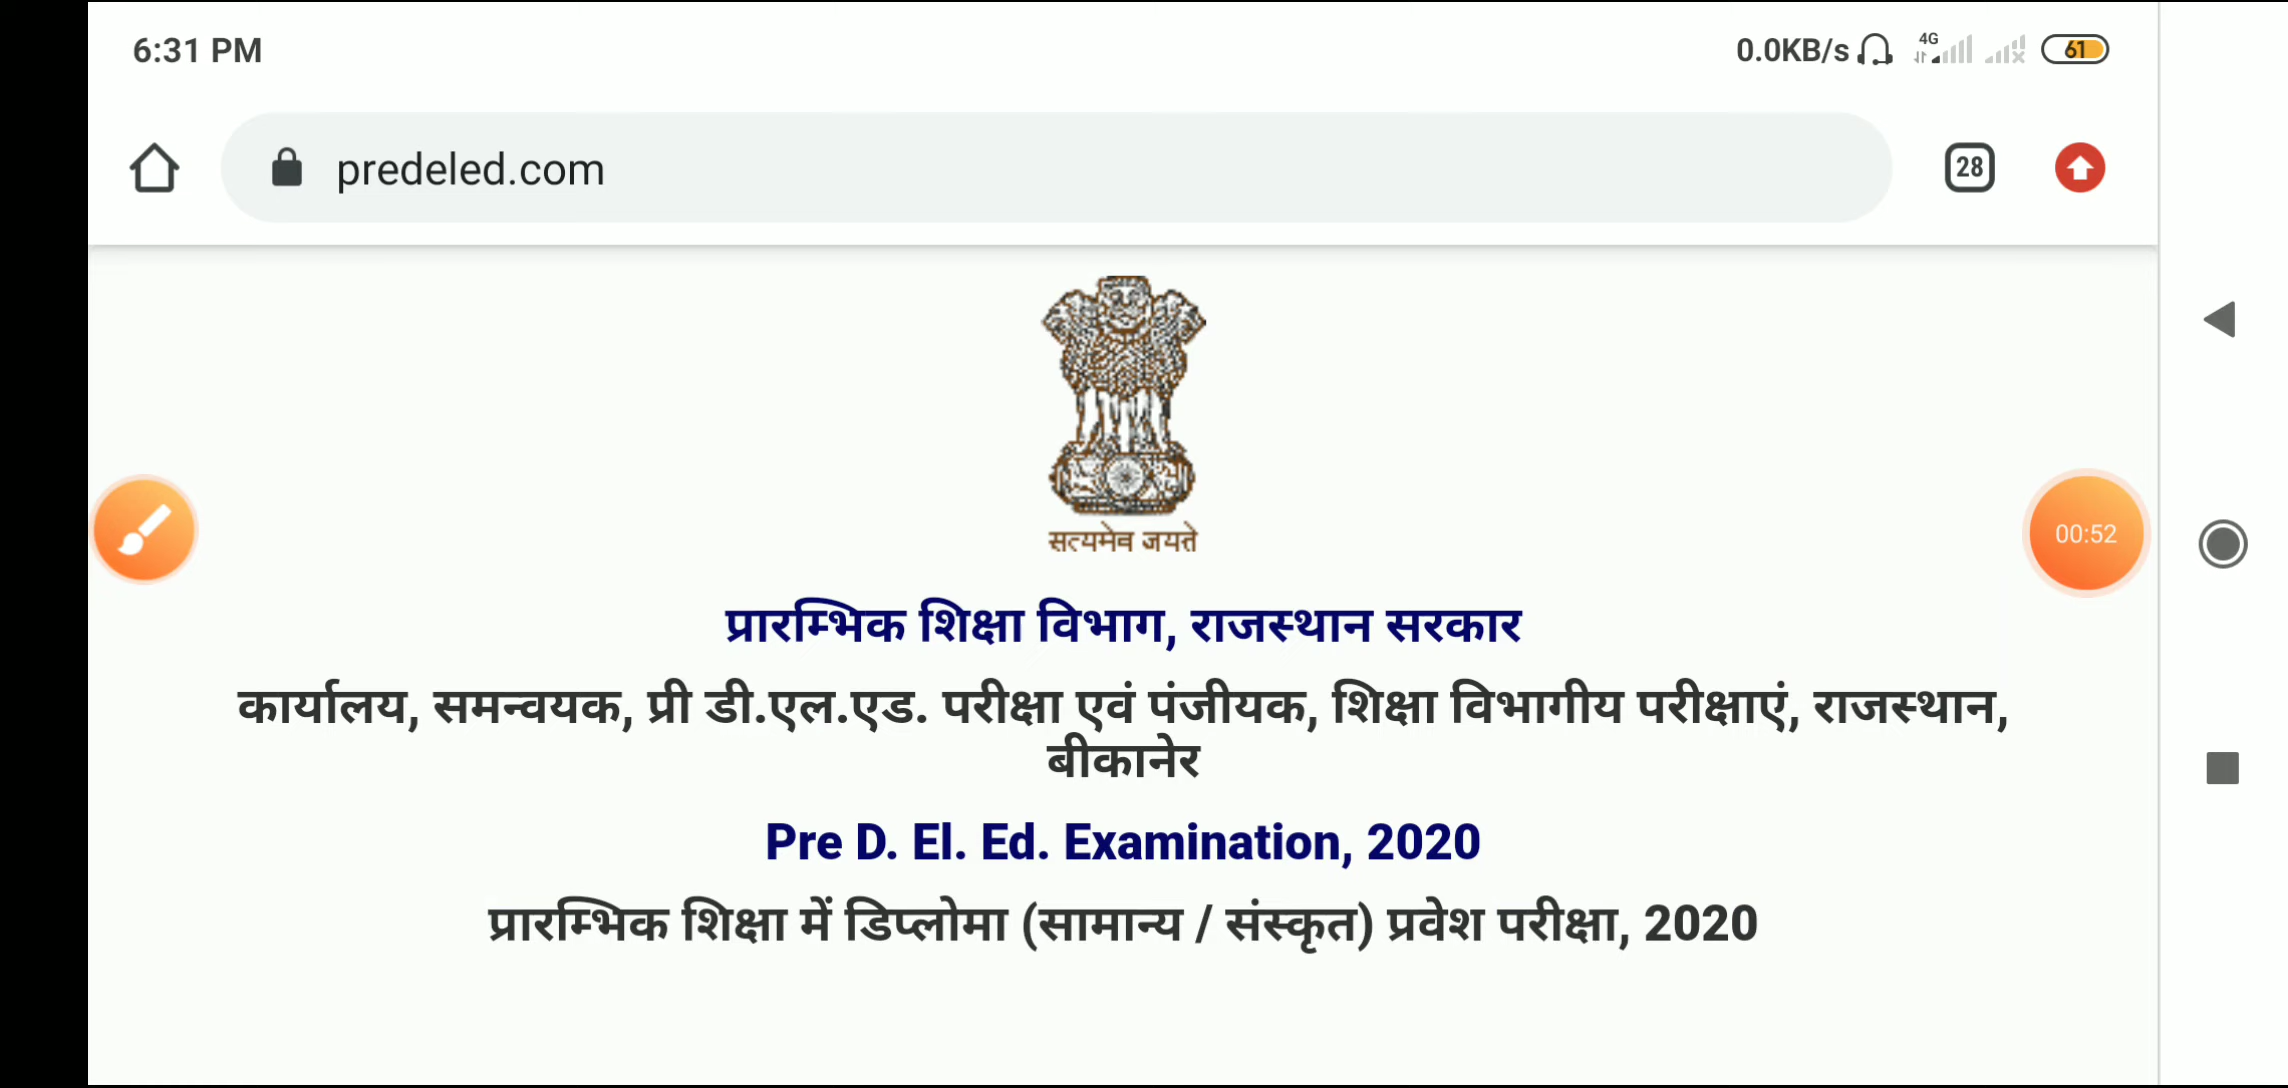 6:31 PM
0.0KB/s 4G 61
predeled.com
28
सत्यमेव जयते
00:52
प्रारम्भिक शिक्षा विभाग, राजस्थान सरकार
कार्यालय, समन्वयक, प्री डी.एल.एड. परीक्षा एवं पंजीयक, शिक्षा विभागीय परीक्षाएं, राजस्थान,
बीकानेर
Pre D. El. Ed. Examination, 2020
प्रारम्भिक शिक्षा में डिप्लोमा (सामान्य / संस्कृत) प्रवेश परीक्षा, 2020